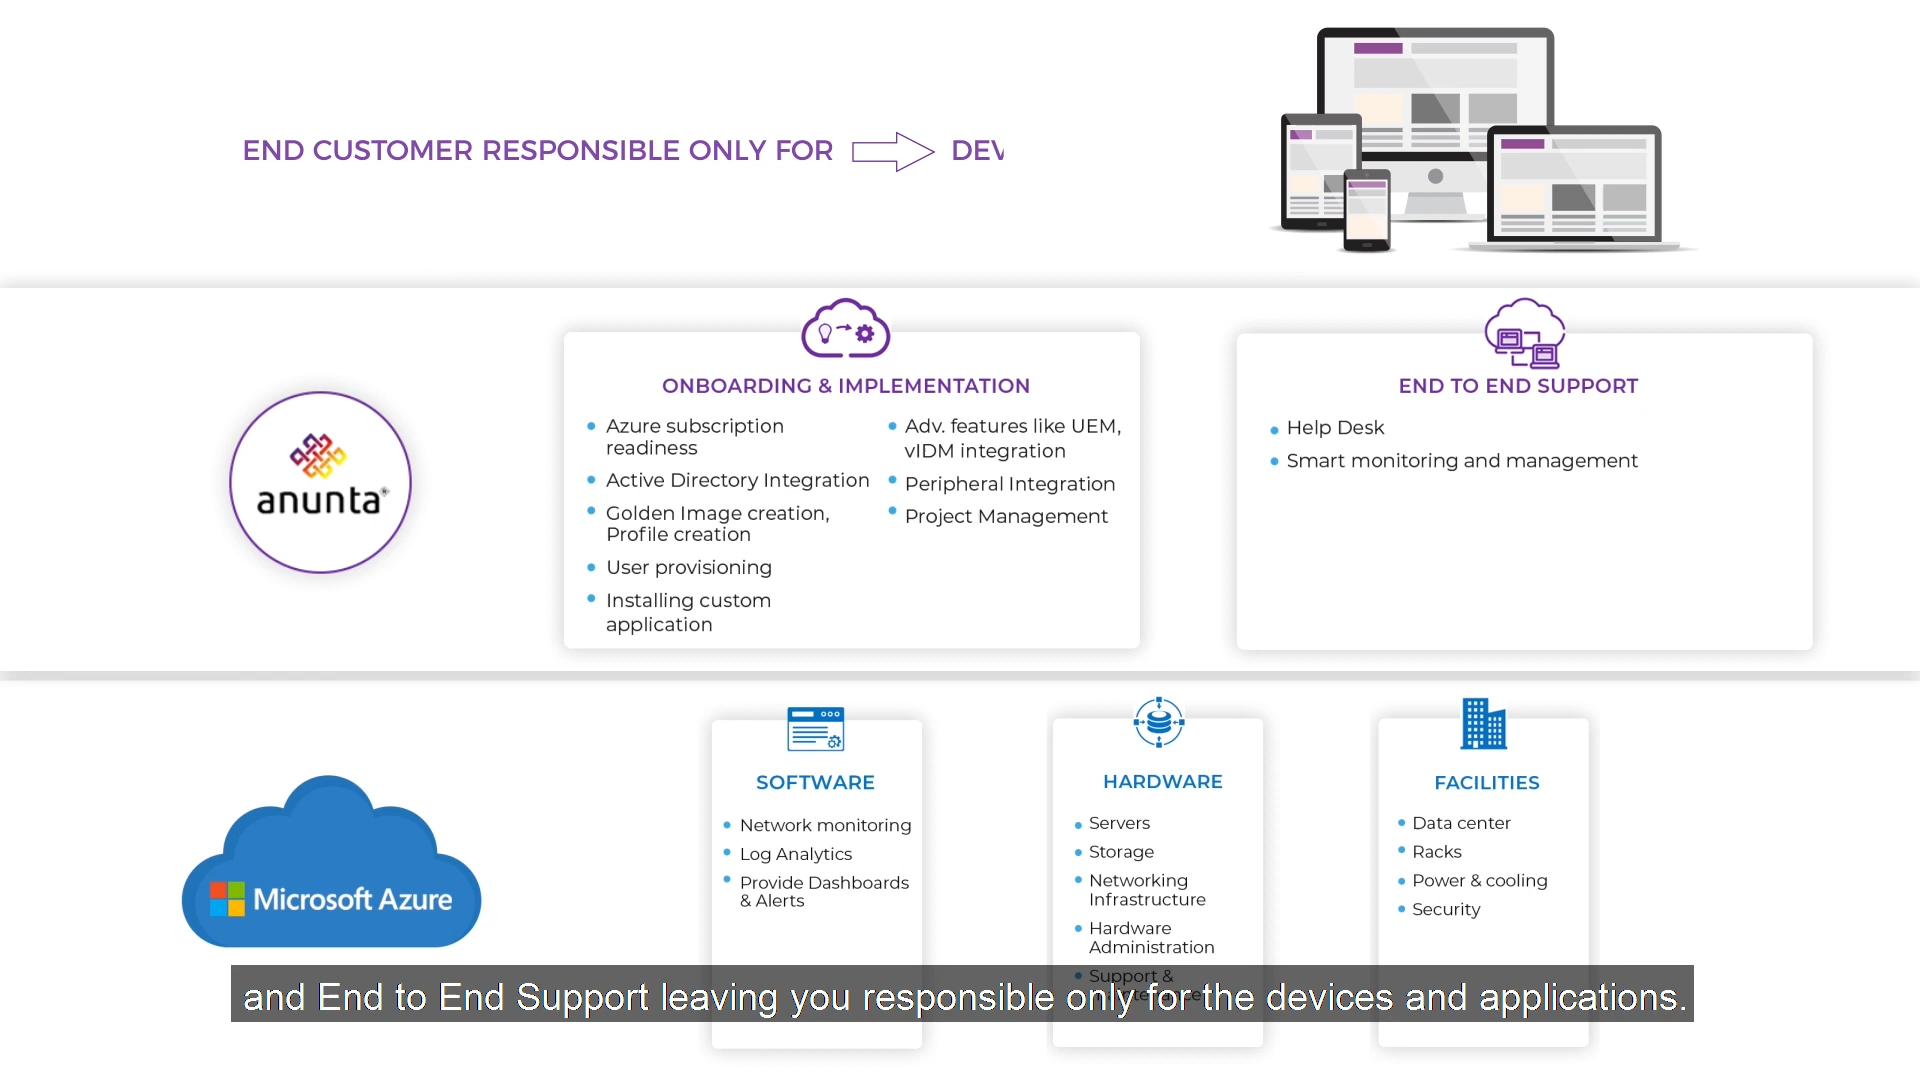 END CUSTOMER RESPONSIBLE ONLY FOR DEV
ONBOARDING & IMPLEMENTATION
Azure subscription
readiness
Active Directory Integration
Golden Image creation,
Profile creation
User provisioning
Installing custom
application
Adv. features like UEM,
vIDM integration
Peripheral Integration
Project Management
END TO END SUPPORT
Help Desk
Smart monitoring and management
anunta®
SOFTWARE
Network monitoring
Log Analytics
Provide Dashboards
& Alerts
HARDWARE
Servers
Storage
Networking
Infrastructure
Hardware
Administration
Support &
FACILITIES
Data center
Racks
Power & cooling
Security
Microsoft Azure
and End to End Support leaving you responsible only for the devices and applications.